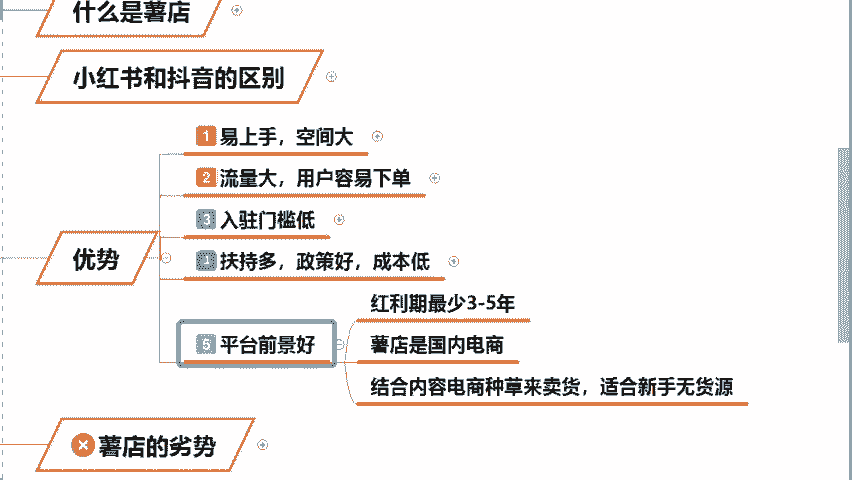 什么是薯店
小红书和抖音的区别
1 易上手，空间大
2 流量大，用户容易下单
3 入驻门槛低
优势
1 扶持多，政策好，成本低
红利期最少3-5年
5 平台前景好
薯店是国内电商
结合内容电商种草来卖货，适合新手无货源
薯店的劣势